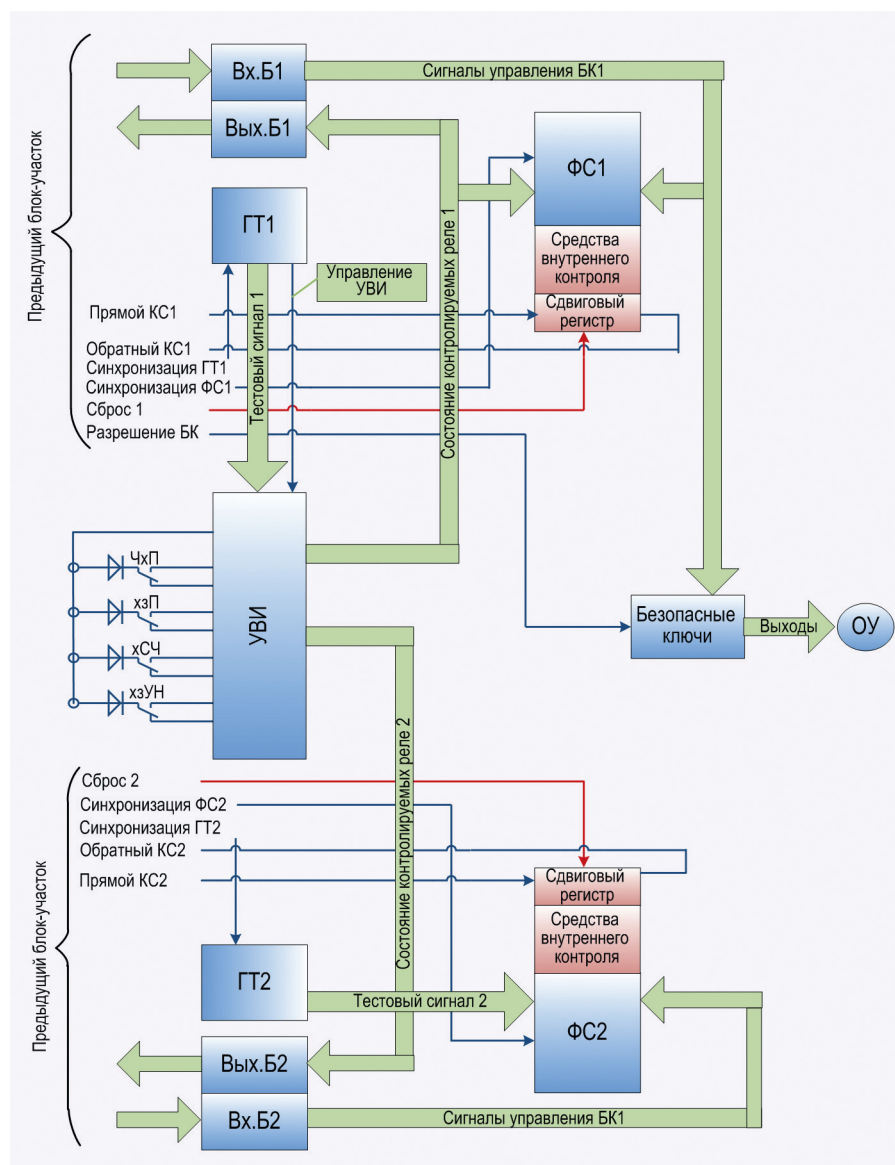 Предыдущий блок-участок
Вх.Б1
Сигналы управления БК1
Вых.Б1
ФС1
ГТ1
Средства
внутреннего
контроля
Управление
УВИ
Сдвиговый
регистр
Прямой КС1
Обратный КС1
Синхронизация ГТ1
Синхронизация ФС1
Сброс 1
Разрешение БК
Тестовый сигнал 1
Состояние контролируемых реле 1
УВИ
ЧхП
хзП
хСЧ
хзУН
Безопасные
ключи
Выходы
ОУ
Состояние контролируемых реле 2
Предыдущий блок-участок
Сброс 2
Синхронизация ФС2
Синхронизация ГТ2
Обратный КС2
Прямой КС2
Сдвиговый
регистр
Средства
внутреннего
контроля
ГТ2
Тестовый сигнал 2
ФС2
Вых.Б2
Вх.Б2
Сигналы управления БК1